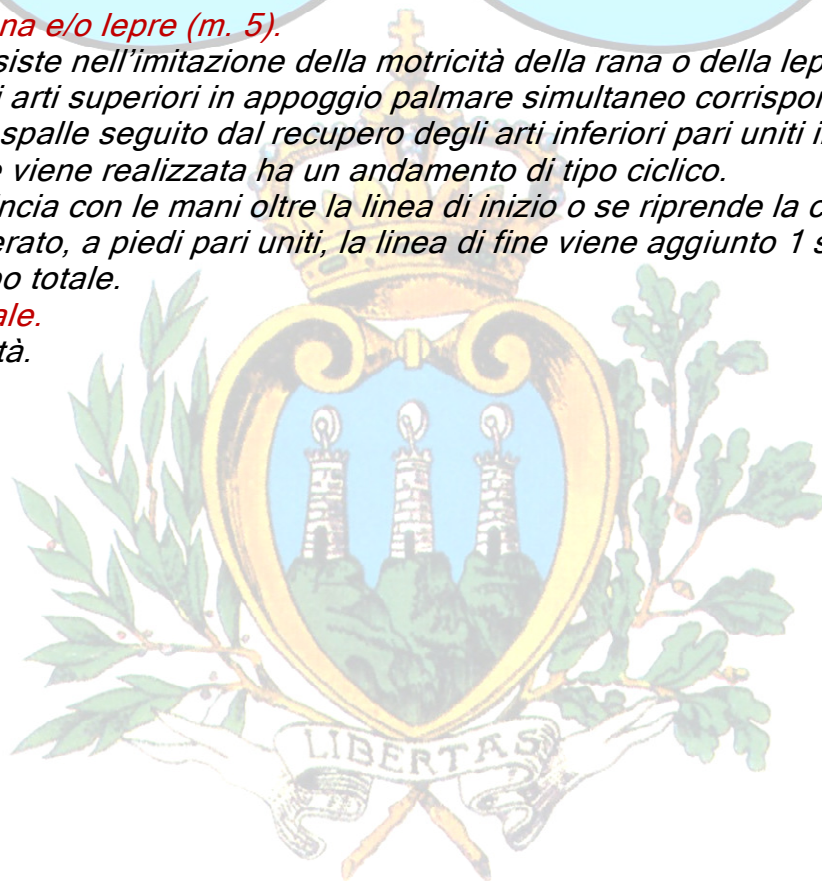 na e/o lepre (m. 5).
siste nell'imitazione della motricità della rana o della lep
i arti superiori in appoggio palmare simultaneo corrispor
spalle seguito dal recupero degli arti inferiori pari uniti i
e viene realizzata ha un andamento di tipo ciclico.
ncia con le mani oltre la linea di inizio o se riprende la c
erato, a piedi pari uniti, la linea di fine viene aggiunto 1 s
po totale.
ale.
tà.
LIBERTAS